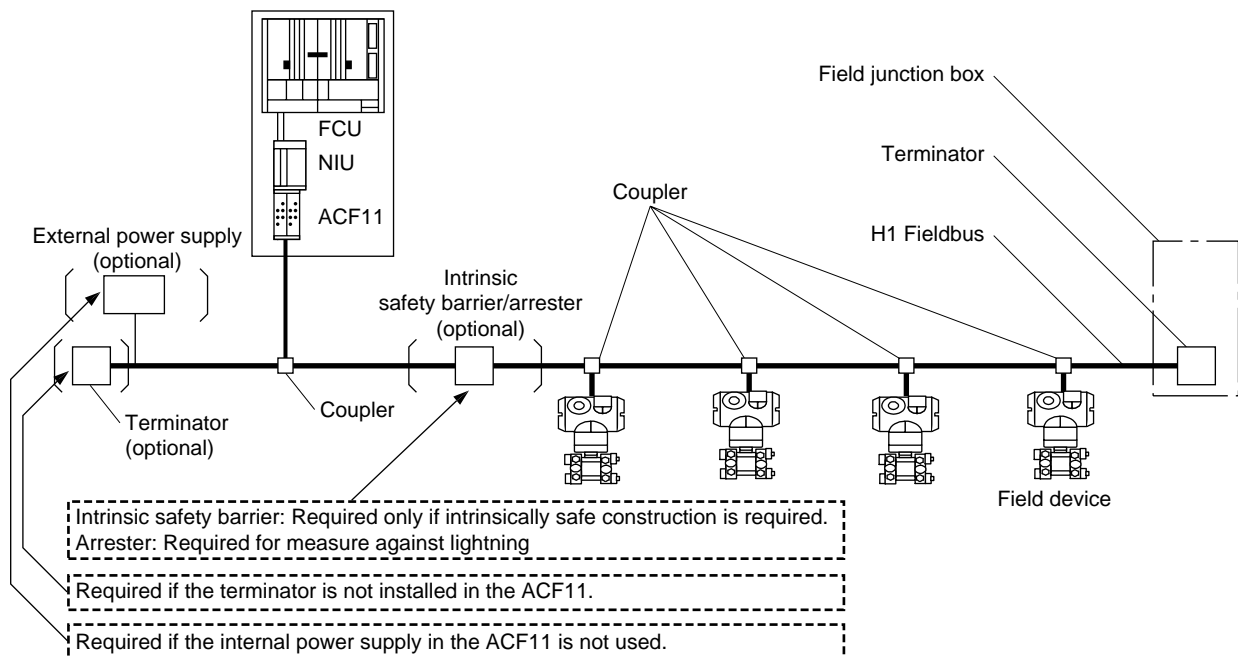 FCU
NIU
ACF11
Field junction box
Terminator
H1 Fieldbus
Coupler
External power supply
(optional)
Intrinsic
safety barrier/arrester
(optional)
Terminator
(optional)
Coupler
Field device
Intrinsic safety barrier: Required only if intrinsically safe construction is required.
Arrester: Required for measure against lightning
Required if the terminator is not installed in the ACF11.
Required if the internal power supply in the ACF11 is not used.